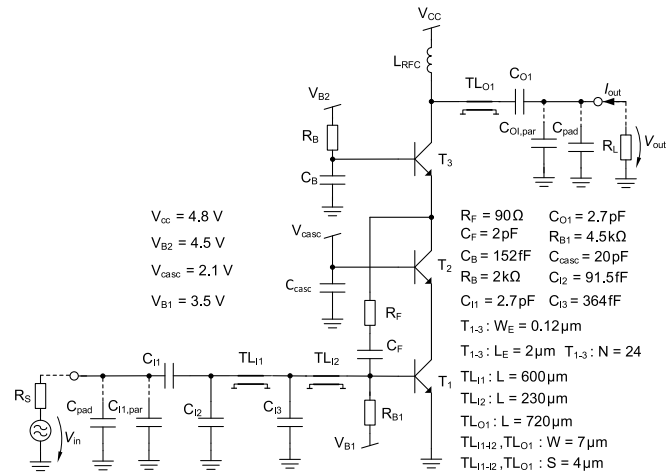 V_CC
L_RFC
TL_O1
C_O1
I_out
V_B2
R_B
T_3
C_OI,par
C_pad
R_L
V_out
C_B
V_cc = 4.8 V
V_B2 = 4.5 V
V_casc = 2.1 V
V_B1 = 3.5 V
V_casc
T_2
C_casc
R_F
C_F
R_F = 90Ω C_O1 = 2.7pF
C_F = 2pF R_B1 = 4.5kΩ
C_B = 152fF C_casc = 20pF
R_B = 2kΩ C_I2 = 91.5fF
C_I1 = 2.7pF C_I3 = 364fF
T_1-3 : W_E = 0.12µm
T_1-3 : L_E = 2µm T_1-3 : N = 24
TL_I1 : L = 600µm
TL_I2 : L = 230µm
TL_O1 : L = 720µm
TL_I1-I2 ,TL_O1 : W = 7µm
TL_I1-I2 ,TL_O1 : S = 4µm
C_I1
TL_I1
TL_I2
T_1
R_S
C_pad
C_I1,par
C_I2
C_I3
R_B1
V_in
V_B1